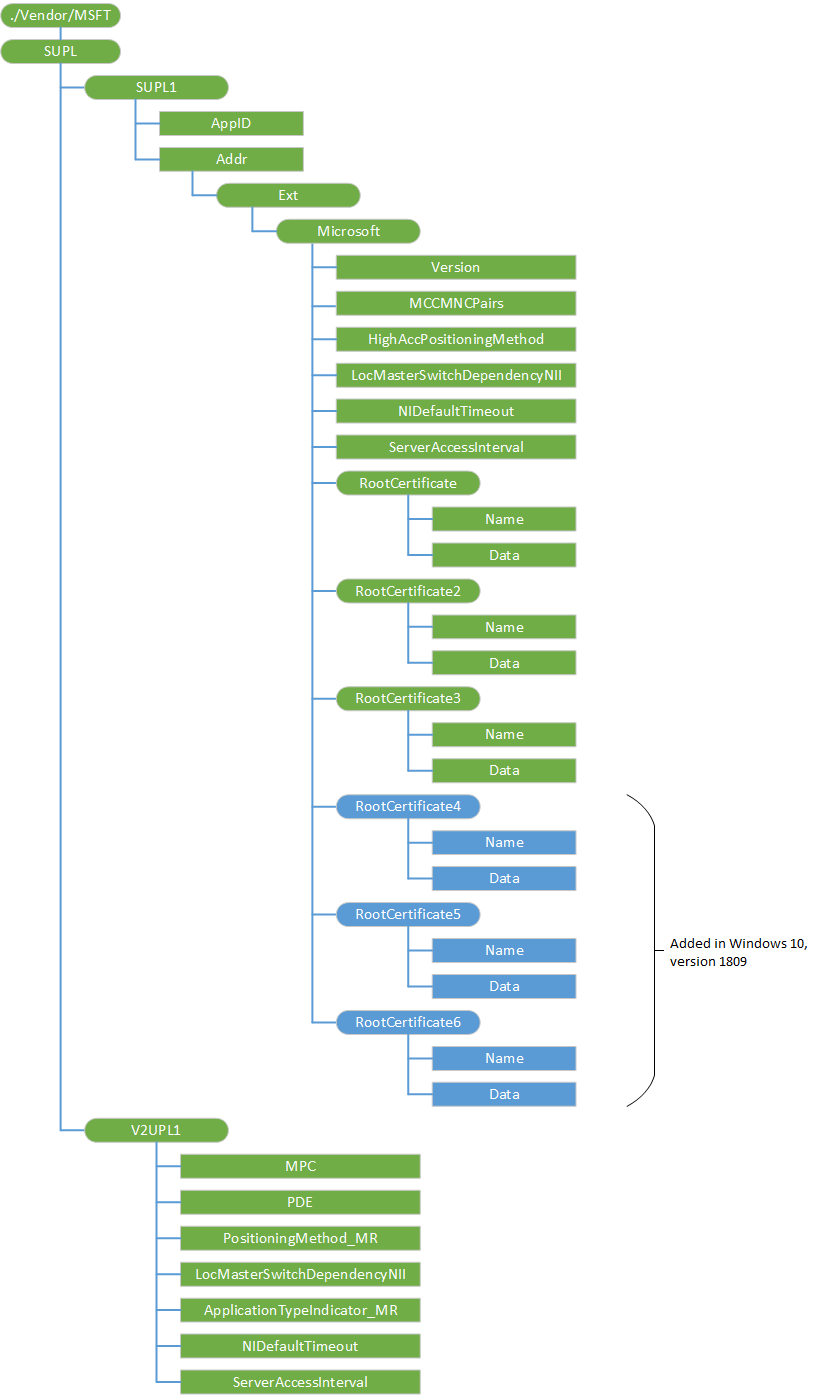 ./Vendor/MSFT
SUPL
SUPL1
AppID
Addr
Ext
Microsoft
Version
MCCMNCPairs
HighAccPositioningMethod
LocMasterSwitchDependencyNII
NIDefaultTimeout
ServerAccessInterval
RootCertificate
Name
Data
RootCertificate2
Name
Data
RootCertificate3
Name
Data
RootCertificate4
Name
Data
RootCertificate5
Name
Data
RootCertificate6
Name
Data
Added in Windows 10,
version 1809
V2UPL1
MPC
PDE
PositioningMethod_MR
LocMasterSwitchDependencyNII
ApplicationTypeIndicator_MR
NIDefaultTimeout
ServerAccessInterval